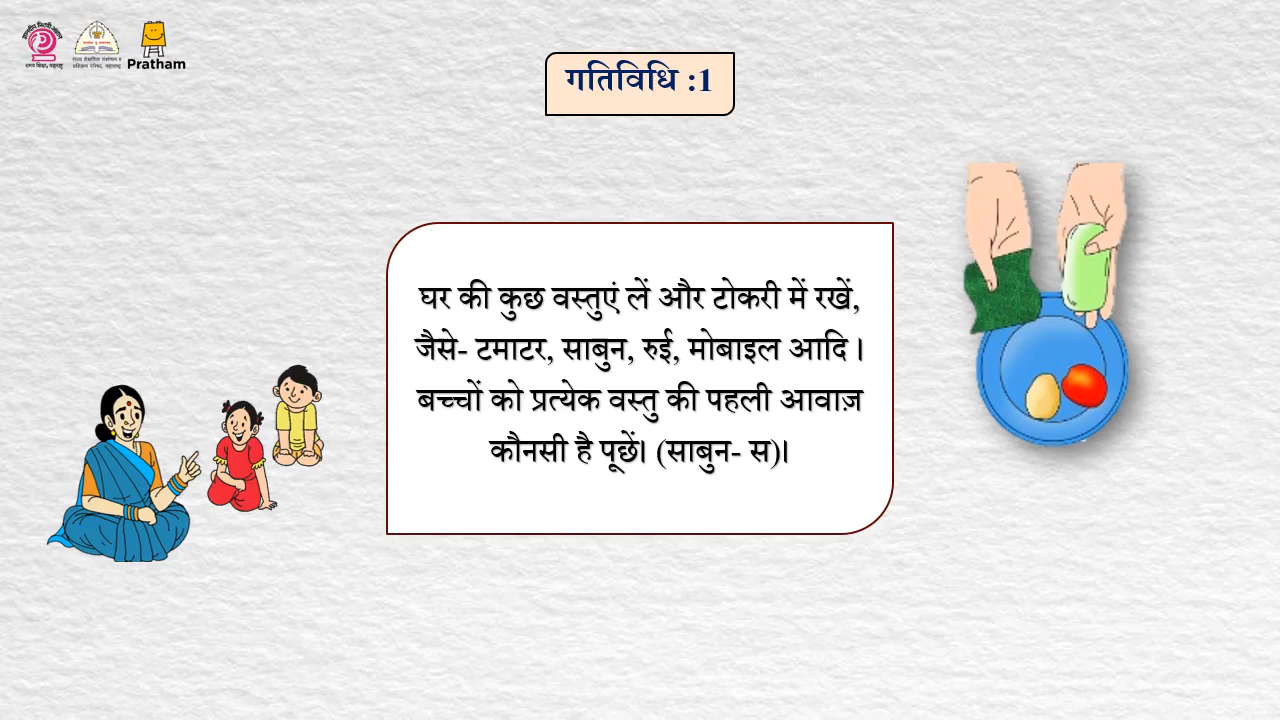 Pratham
गतिविधि :1
घर की कुछ वस्तुएं लें और टोकरी में रखें,
जैसे- टमाटर, साबुन, रुई, मोबाइल आदि ।
बच्चों को प्रत्येक वस्तु की पहली आवाज़
कौनसी है पूछें। (साबुन- स)।